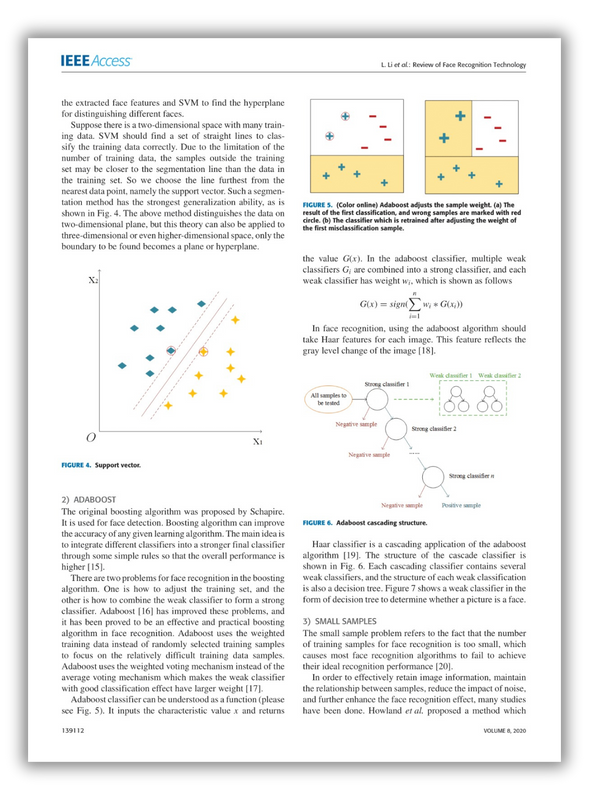 IEEE Access
L. Li et al.: Review of Face Recognition Technology
the extracted face features and SVM to find the hyperplane
for distinguishing different faces.
Suppose there is a two-dimensional space with many train-
ing data. SVM should find a set of straight lines to clas-
sify the training data correctly. Due to the limitation of the
number of training data, the samples outside the training
set may be closer to the segmentation line than the data in
the training set. So we choose the line furthest from the
nearest data point, namely the support vector. Such a segmen-
tation method has the strongest generalization ability, as is
shown in Fig. 4. The above method distinguishes the data on
two-dimensional plane, but this theory can also be applied to
three-dimensional or even higher-dimensional space, only the
boundary to be found becomes a plane or hyperplane.
X2
O
X1
FIGURE 4. Support vector.
2) ADABOOST
The original boosting algorithm was proposed by Schapire.
It is used for face detection. Boosting algorithm can improve
the accuracy of any given learning algorithm. The main idea is
to integrate different classifiers into a stronger final classifier
through some simple rules so that the overall performance is
higher [15].
There are two problems for face recognition in the boosting
algorithm. One is how to adjust the training set, and the
other is how to combine the weak classifier to form a strong
classifier. Adaboost [16] has improved these problems, and
it has been proved to be an effective and practical boosting
algorithm in face recognition. Adaboost uses the weighted
training data instead of randomly selected training samples
to focus on the relatively difficult training data samples.
Adaboost uses the weighted voting mechanism instead of the
average voting mechanism which makes the weak classifier
with good classification effect have larger weight [17].
Adaboost classifier can be understood as a function (please
see Fig. 5). It inputs the characteristic value x and returns
FIGURE 5. (Color online) Adaboost adjusts the sample weight. (a) The
result of the first classification, and wrong samples are marked with red
circle. (b) The classifier which is retrained after adjusting the weight of
the first misclassification sample.
the value G(x). In the adaboost classifier, multiple weak
classifiers Gi are combined into a strong classifier, and each
weak classifier has weight wi, which is shown as follows
G(x) = sign(∑ⁿᵢ₌₁ wi ∗ G(xi))
In face recognition, using the adaboost algorithm should
take Haar features for each image. This feature reflects the
gray level change of the image [18].
Weak classifier 1 Weak classifier 2
Strong classifier 1
All samples to
be tested
Negative sample
Strong classifier 2
Negative sample
......
Strong classifier n
Negative sample Positive sample
FIGURE 6. Adaboost cascading structure.
Haar classifier is a cascading application of the adaboost
algorithm [19]. The structure of the cascade classifier is
shown in Fig. 6. Each cascading classifier contains several
weak classifiers, and the structure of each weak classification
is also a decision tree. Figure 7 shows a weak classifier in the
form of decision tree to determine whether a picture is a face.
3) SMALL SAMPLES
The small sample problem refers to the fact that the number
of training samples for face recognition is too small, which
causes most face recognition algorithms to fail to achieve
their ideal recognition performance [20].
In order to effectively retain image information, maintain
the relationship between samples, reduce the impact of noise,
and further enhance the face recognition effect, many studies
have been done. Howland et al. proposed a method which
139112
VOLUME 8, 2020